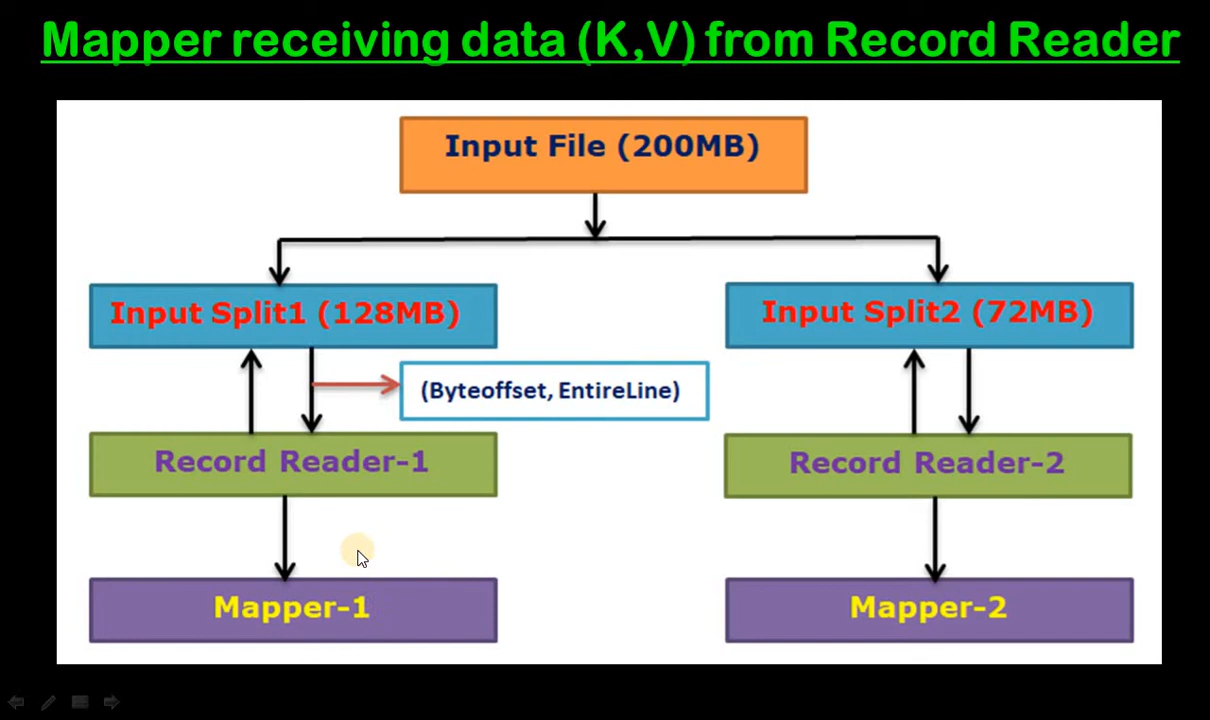 Mapper receiving data (K,V) from Record Reader
Input File (200MB)
Input Split1 (128MB)
Input Split2 (72MB)
(Byteoffset, EntireLine)
Record Reader-1
Record Reader-2
Mapper-1
Mapper-2